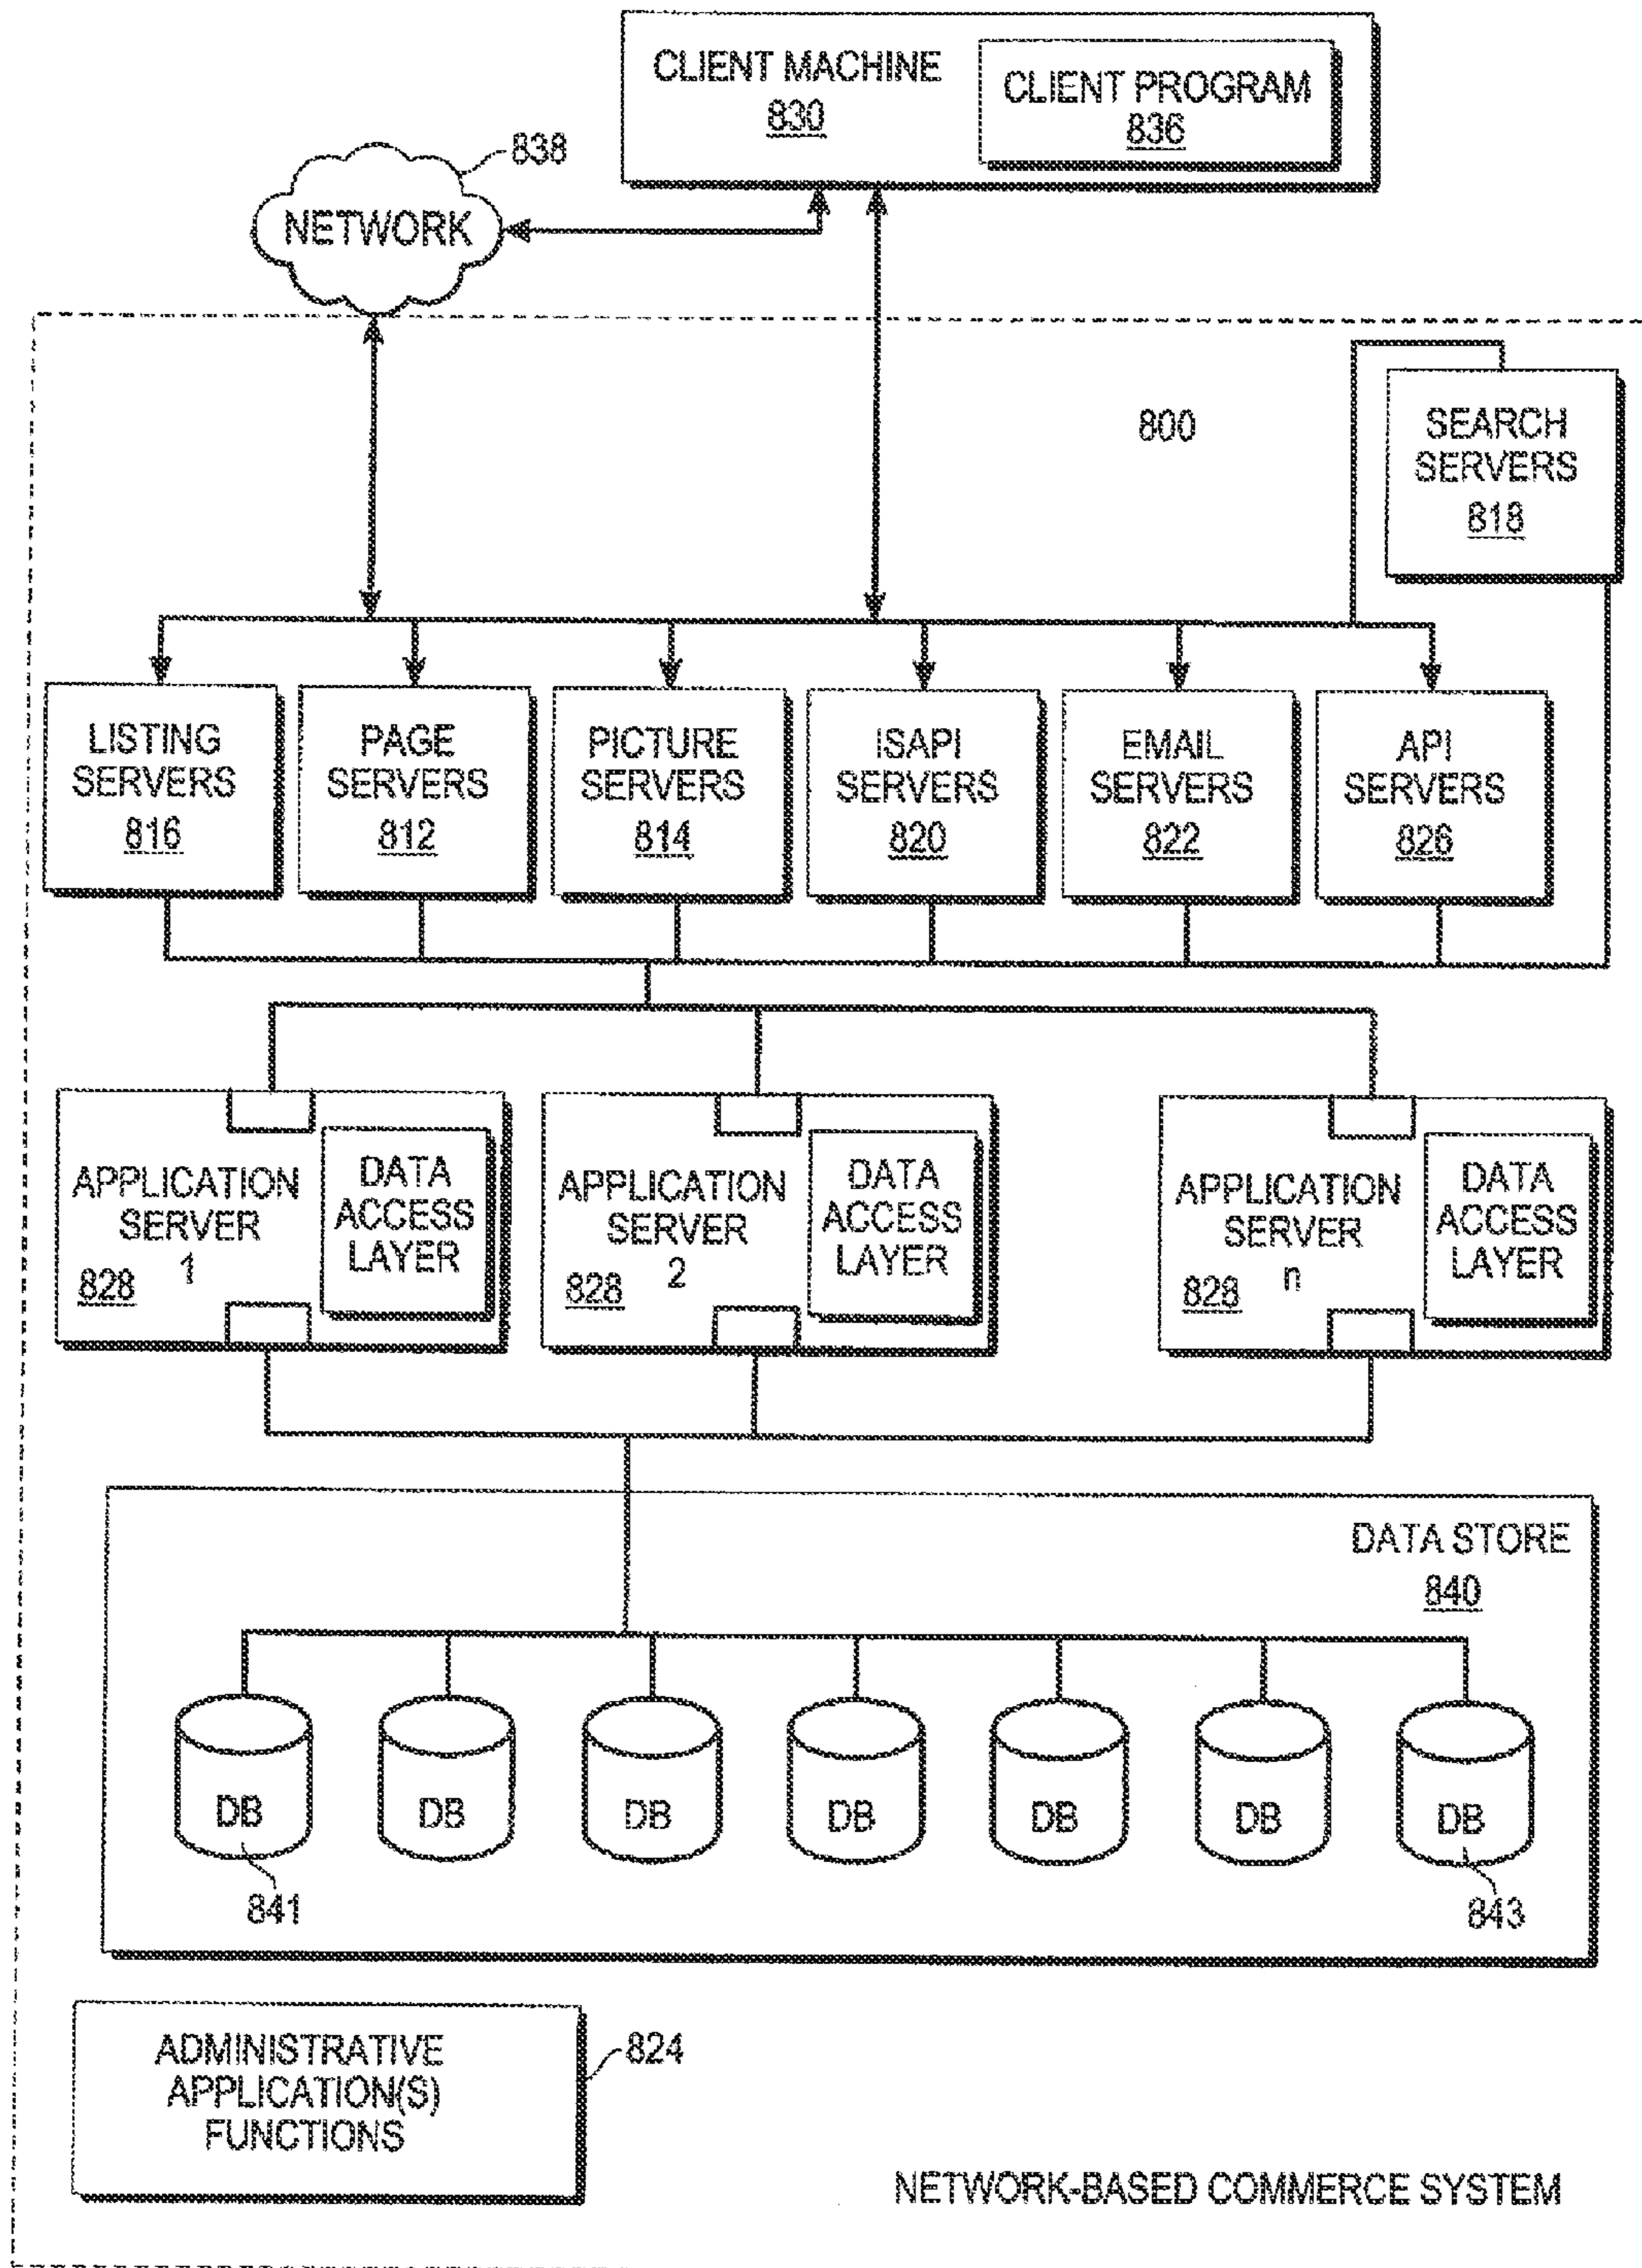 CLIENT MACHINE
830
CLIENT PROGRAM
836
838
NETWORK
800
SEARCH
SERVERS
818
LISTING
SERVERS
816
PAGE
SERVERS
812
PICTURE
SERVERS
814
ISAPI
SERVERS
820
EMAIL
SERVERS
822
API
SERVERS
826
APPLICATION
SERVER
1
828
DATA
ACCESS
LAYER
APPLICATION
SERVER
2
828
DATA
ACCESS
LAYER
APPLICATION
SERVER
n
828
DATA
ACCESS
LAYER
DATA STORE
840
DB
DB
DB
DB
DB
DB
DB
841
843
ADMINISTRATIVE
APPLICATION(S)
FUNCTIONS
824
NETWORK-BASED COMMERCE SYSTEM